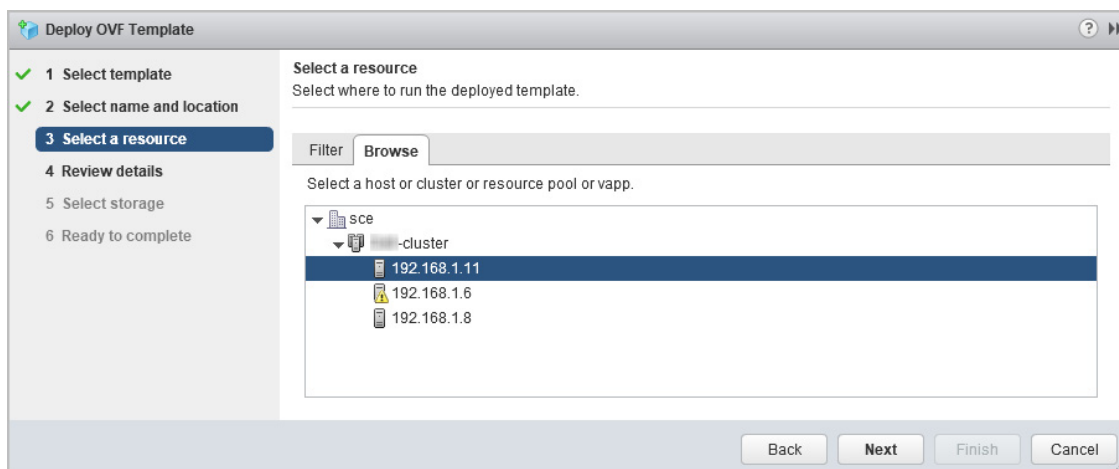 Deploy OVF Template
1 Select template
2 Select name and location
3 Select a resource
4 Review details
5 Select storage
6 Ready to complete
Select a resource
Select where to run the deployed template.
Filter Browse
Select a host or cluster or resource pool or vapp.
sce
-cluster
192.168.1.11
192.168.1.6
192.168.1.8
Back Next Finish Cancel